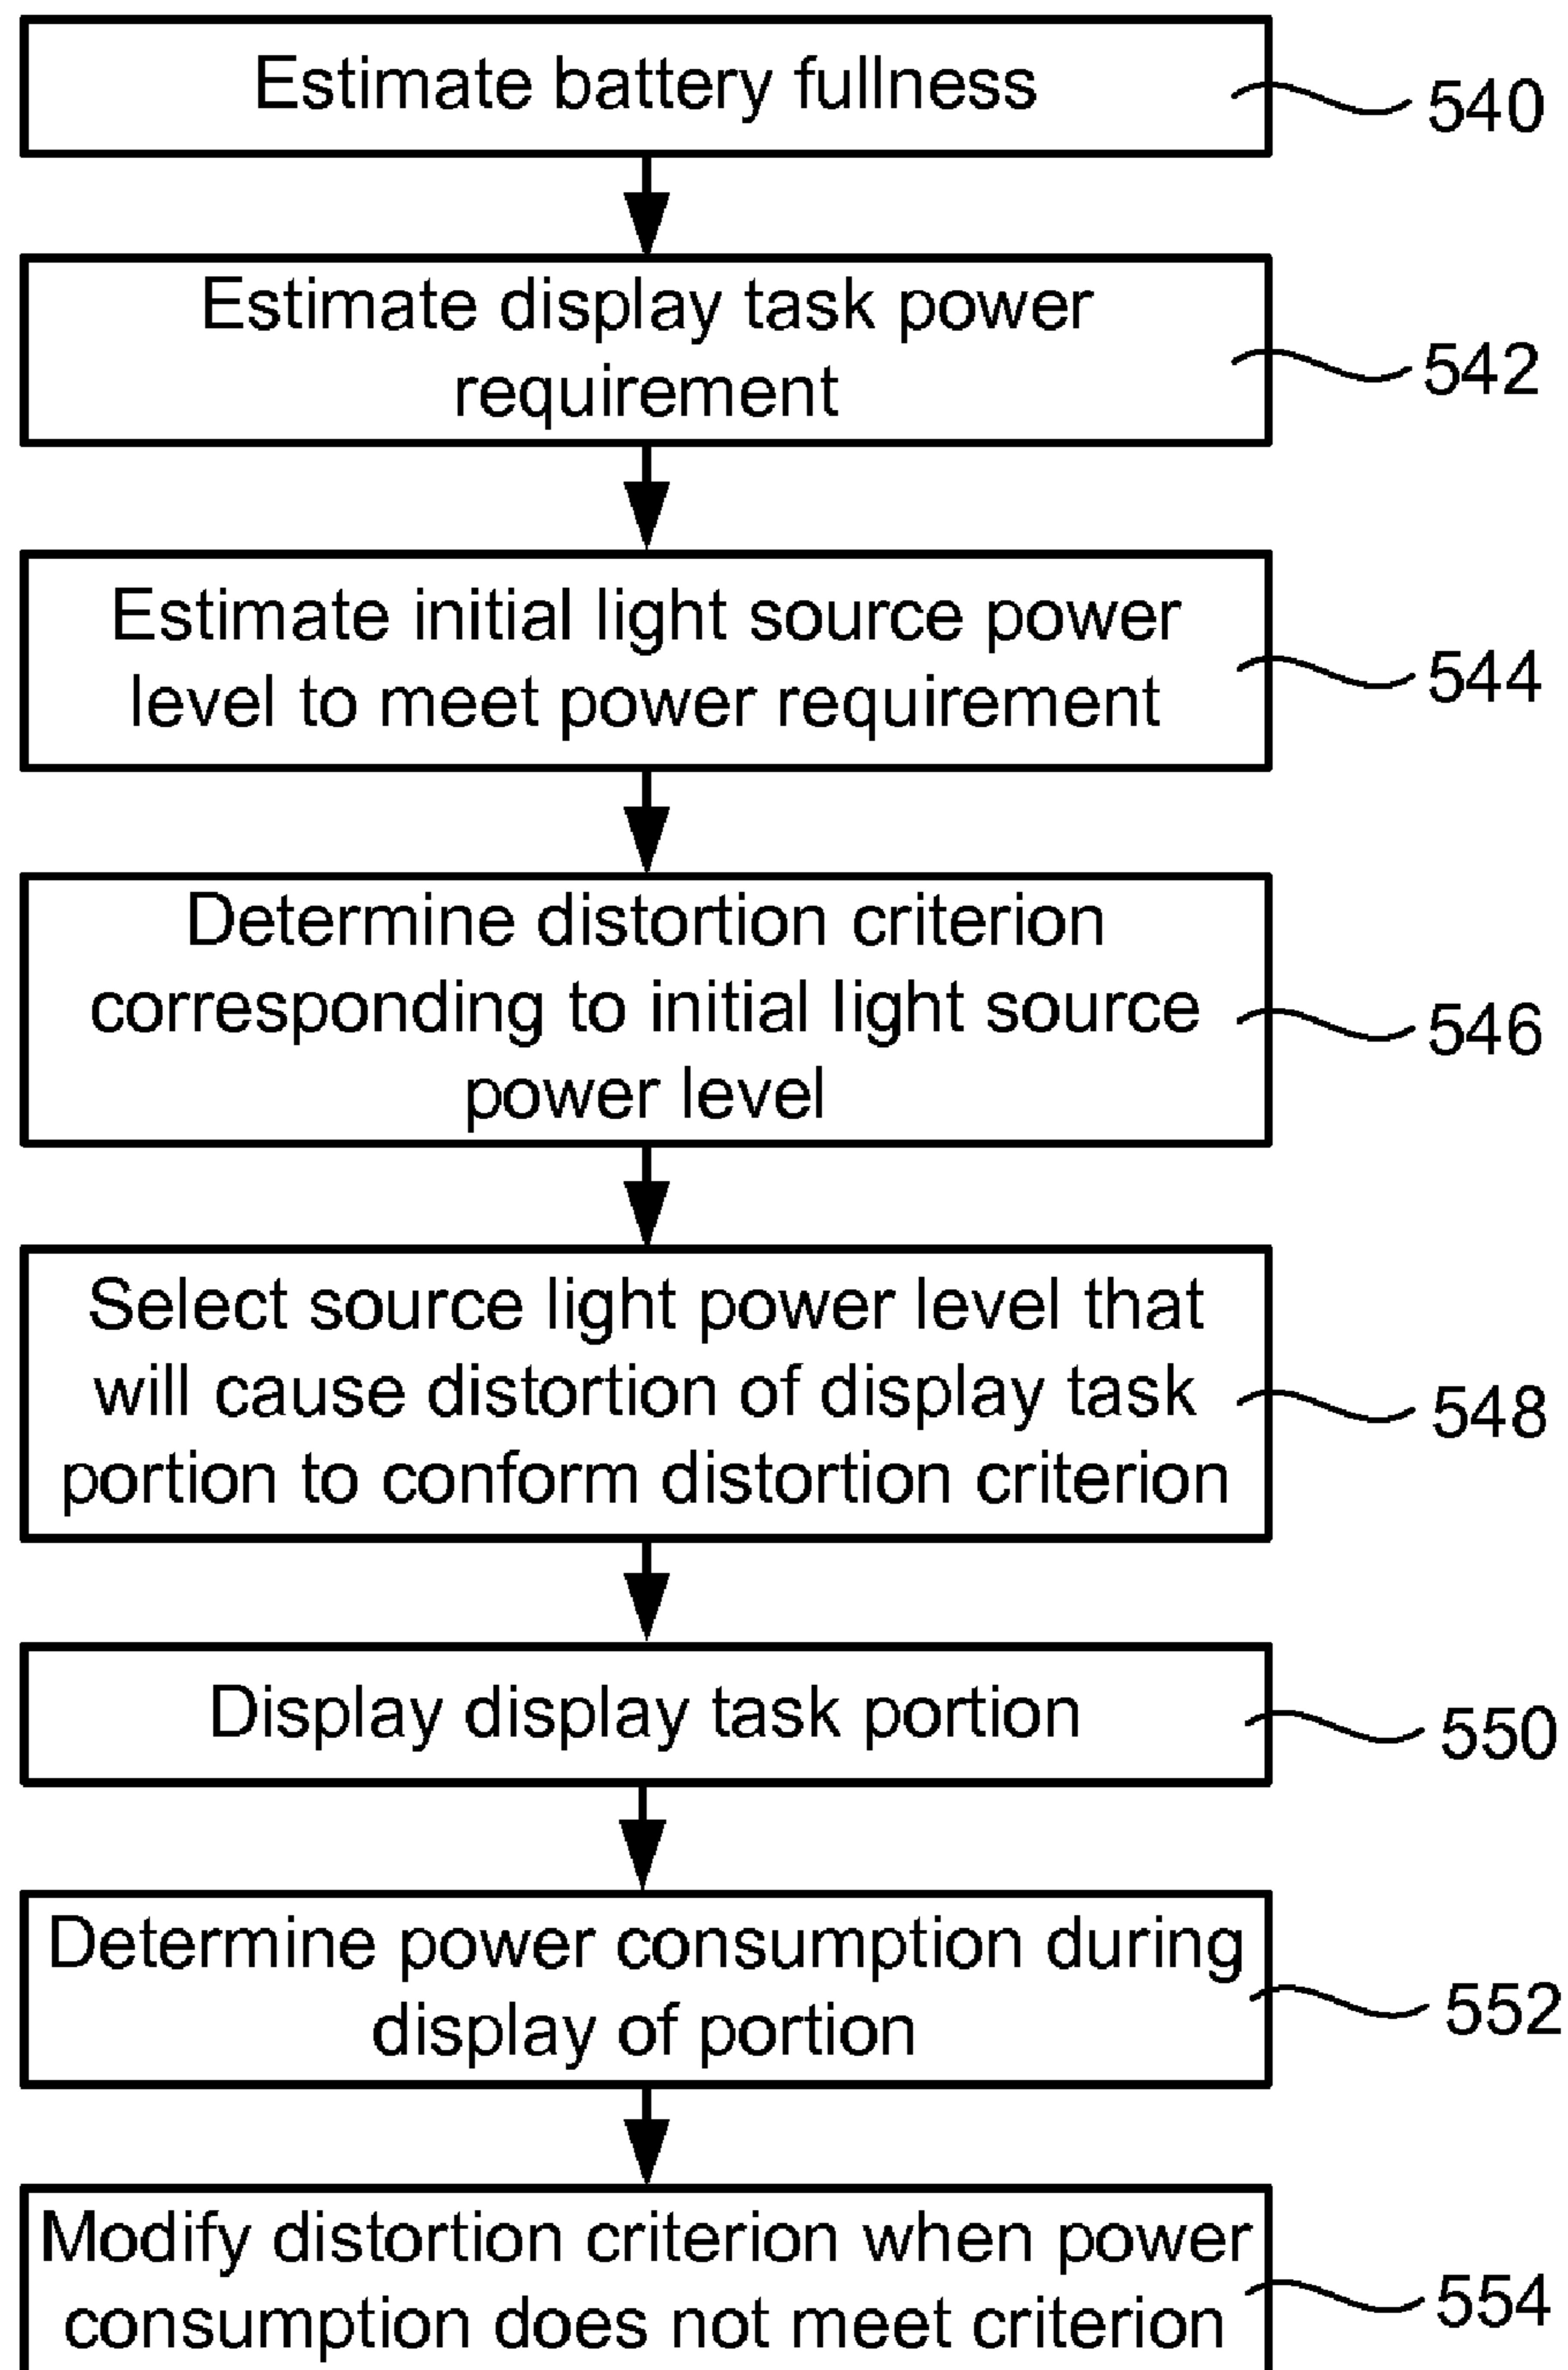 Estimate battery fullness
540
Estimate display task power
requirement
542
Estimate initial light source power
level to meet power requirement
544
Determine distortion criterion
corresponding to initial light source
power level
546
Select source light power level that
will cause distortion of display task
portion to conform distortion criterion
548
Display display task portion
550
Determine power consumption during
display of portion
552
Modify distortion criterion when power
consumption does not meet criterion
554